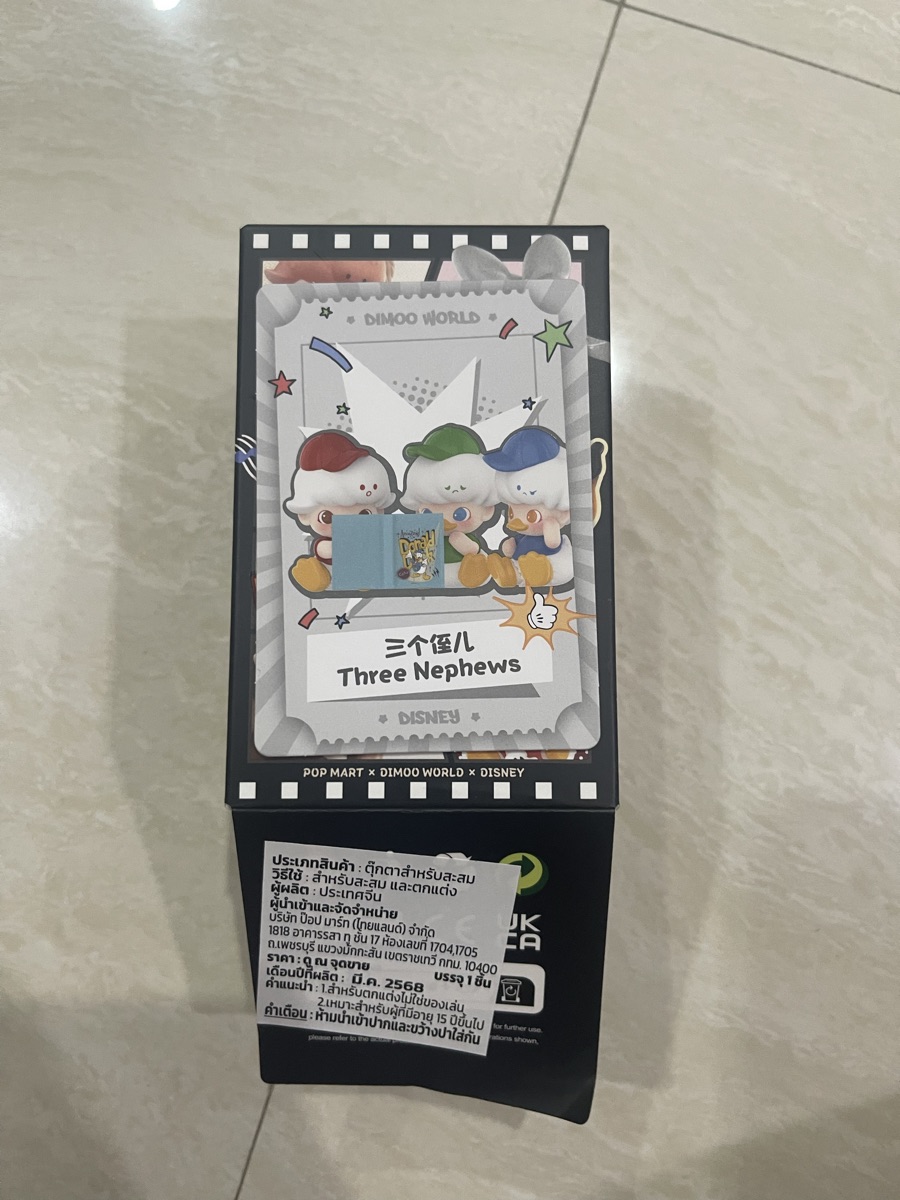 DIMOO WORLD
Donald
三个侄儿
Three Nephews
DISNEY
POP MART × DIMOO WORLD × DISNEY
ประเภทสินค้า : ตุ๊กตาสำหรับสะสม
วิธีใช้ : สำหรับสะสม และตกแต่ง
ผู้ผลิต : ประเทศจีน
ผู้นำเข้าและจัดจำหน่าย
บริษัท ป๊อป มาร์ท (ไทยแลนด์) จำกัด
1818 อาคารรสา ทู ชั้น 17 ห้องเลขที่ 1704,1705
ถ.เพชรบุรี แขวงมักกะสัน เขตราชเทวี กทม. 10400
ราคา : ดู ณ จุดขาย บรรจุ 1 ชิ้น
เดือนปีที่ผลิต : มี.ค. 2568
คำแนะนำ : 1.สำหรับตกแต่งไม่ใช่ของเล่น
2.เหมาะสำหรับผู้ที่มีอายุ 15 ปีขึ้นไป
คำเตือน : ห้ามนำเข้าปากและขว้างปาใส่กัน
CE
UK
CA
for further use.
please refer to the actual
shown.